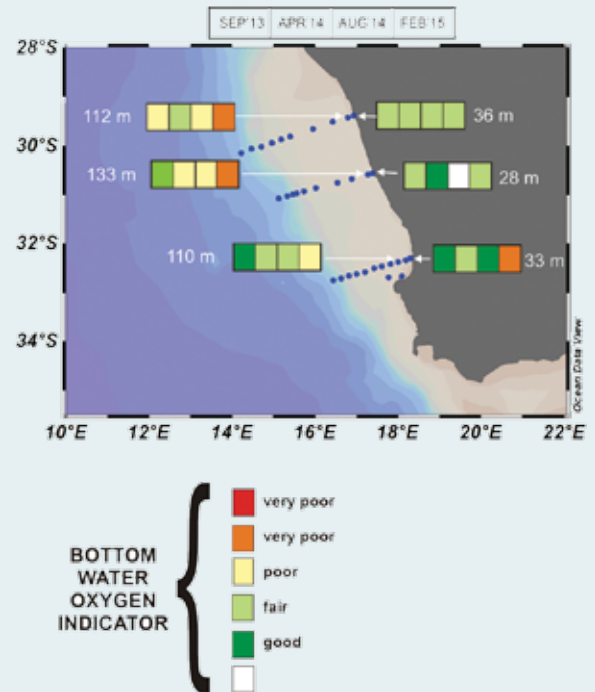 SEP'13 APR 14 AUG 14 FEB'15
28°S
112 m 36 m
30°S
133 m 28 m
32°S
110 m 33 m
34°S
Ocean Data View
10°E 12°E 14°E 16°E 18°E 20°E 22°E
very poor
very poor
BOTTOM
WATER
OXYGEN
INDICATOR
poor
fair
good